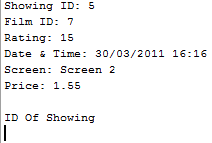 Showing ID: 5
Film ID: 7
Rating: 15
Date & Time: 30/03/2011 16:16
Screen: Screen 2
Price: 1.55
ID Of Showing